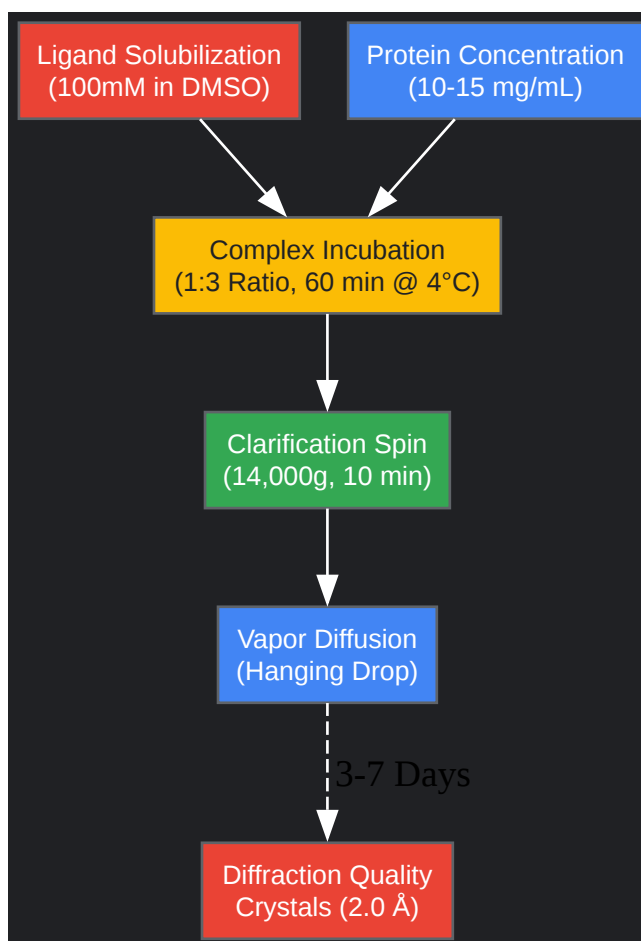 Ligand Solubilization
(100mM in DMSO)
Protein Concentration
(10-15 mg/mL)
Complex Incubation
(1:3 Ratio, 60 min @ 4°C)
Clarification Spin
(14,000g, 10 min)
Vapor Diffusion
(Hanging Drop)
3-7 Days
Diffraction Quality
Crystals (2.0 Å)